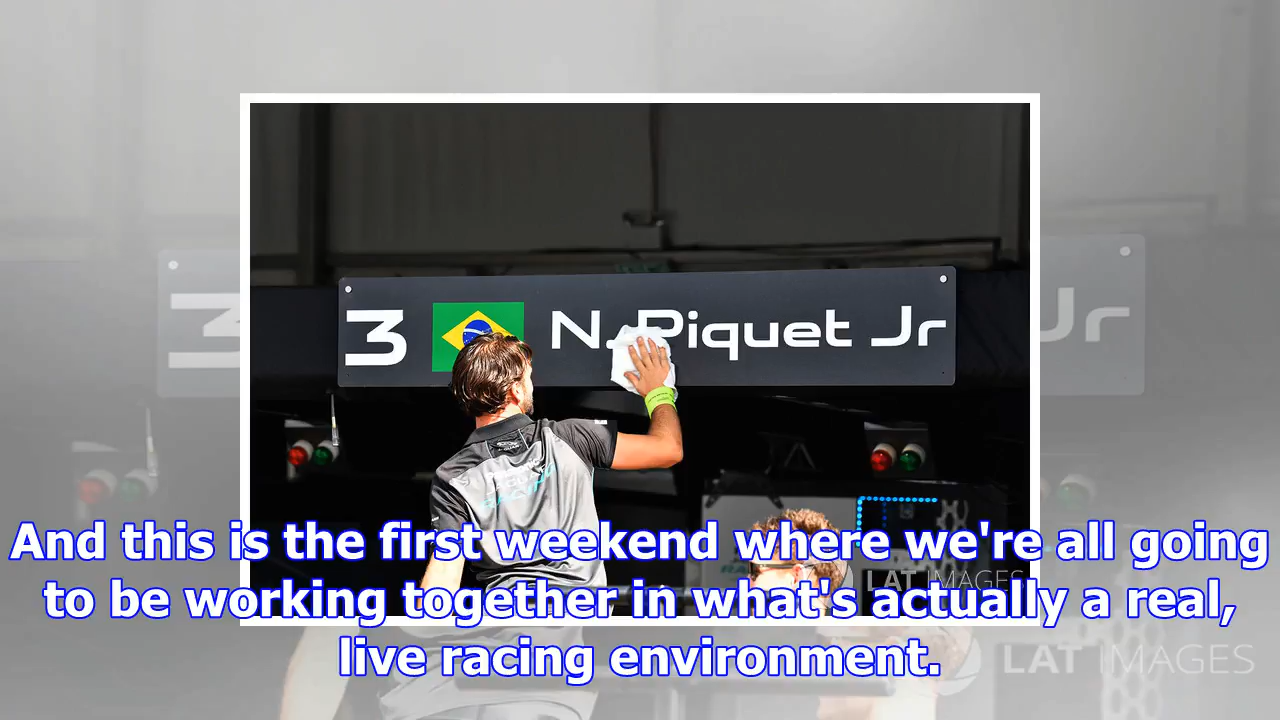 3 N. Piquet Jr
RACING
And this is the first weekend where we're all going
to be working together in what's actually a real,
live racing environment.
LAT IMAGES
LAT IMAGES